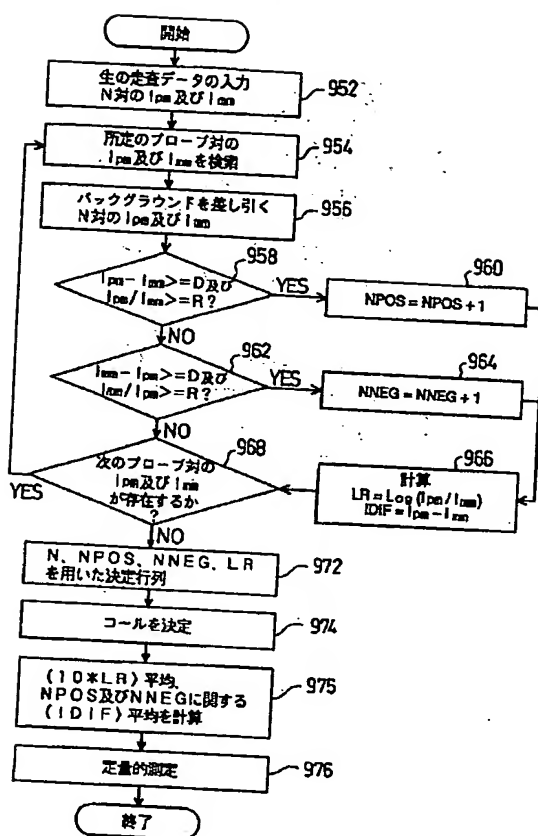 開始
生の走査データの入力
N対のIpm及びImm
952
所定のプローブ対の
Ipm及びImmを検索
954
バックグラウンドを差し引く
N対のIpm及びImm
956
958
Ipm-Imm>=D及び
Ipm/Imm>=R?
YES
960
NPOS=NPOS+1
NO
962
Imm-Ipm>=D及び
Imm/Ipm>=R?
YES
964
NNEG=NNEG+1
NO
968
次のプローブ対の
Ipm及びImm
が存在するか
?
YES
966
計算
LR=Log(Ipm/Imm)
IDIF=Ipm-Imm
NO
N、NPOS、NNEG、LR
を用いた決定行列
972
コールを決定
974
(10*LR)平均、
NPOS及びNNEGに関する
(IDIF)平均を計算
975
定量的測定
976
終了